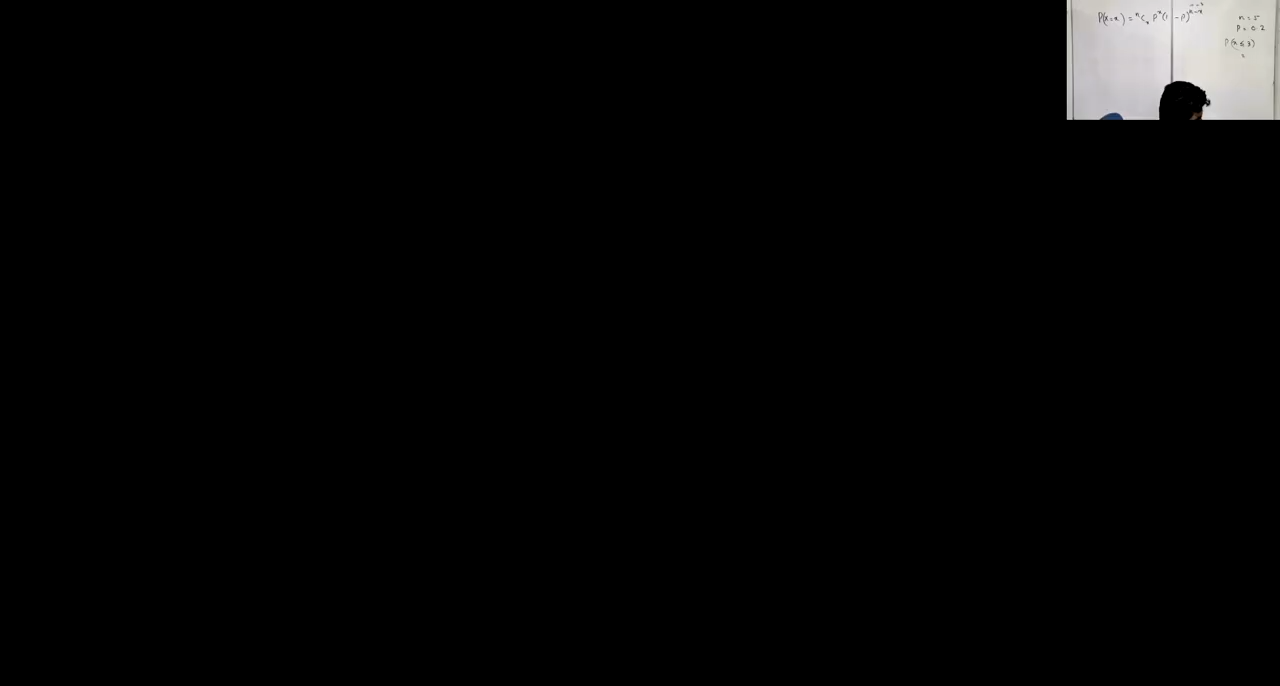 P(x=x) = ⁿCₓ pˣ (1-p)ⁿ⁻ˣ
n = 5
p = 0.2
P(x ≤ 3)
=